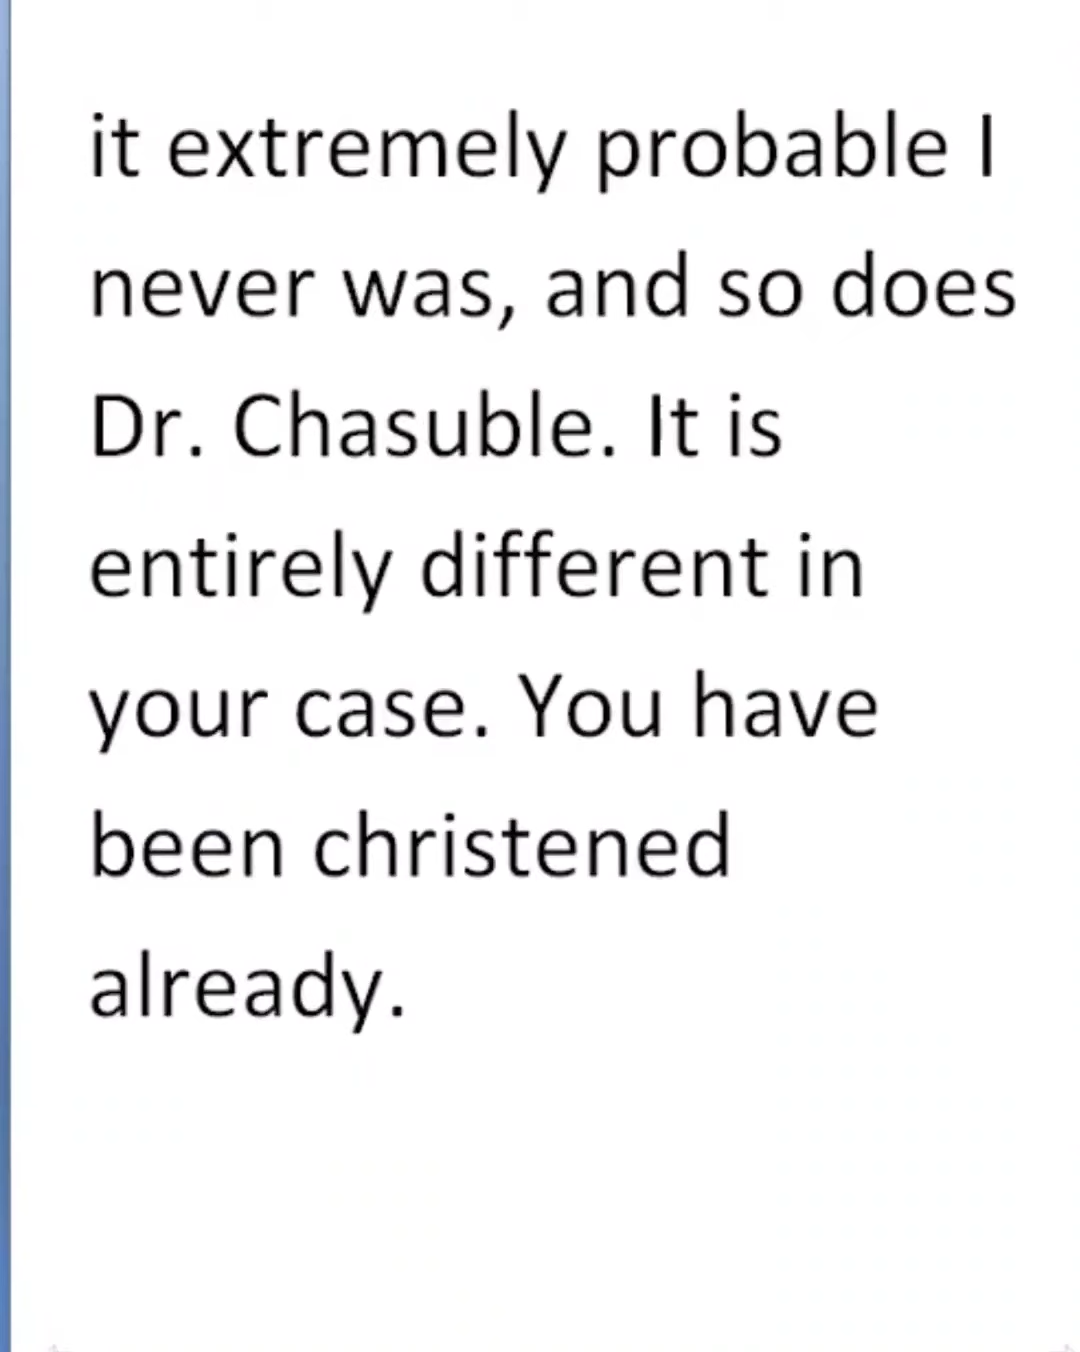 it extremely probable I
never was, and so does
Dr. Chasuble. It is
entirely different in
your case. You have
been christened
already.